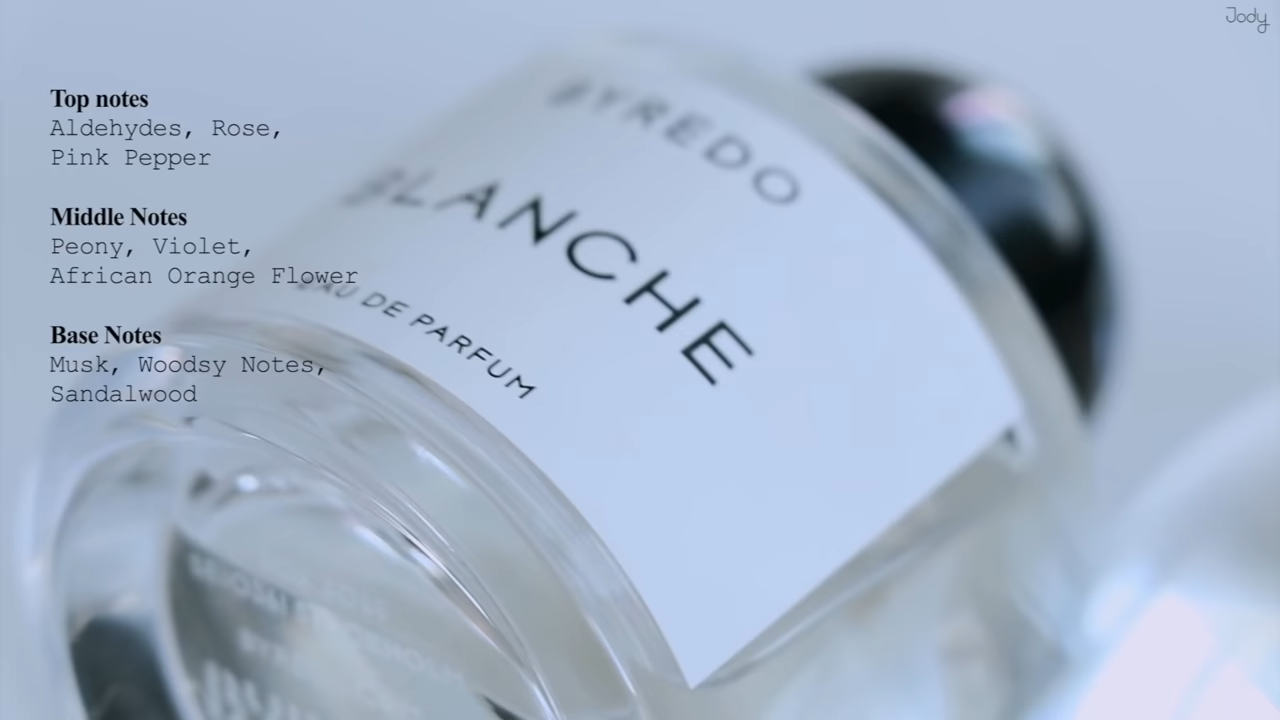 Jody
Top notes
Aldehydes, Rose,
Pink Pepper
Middle Notes
Peony, Violet,
African Orange Flower
Base Notes
Musk, Woodsy Notes,
Sandalwood
BYREDO
BLANCHE
EAU DE PARFUM